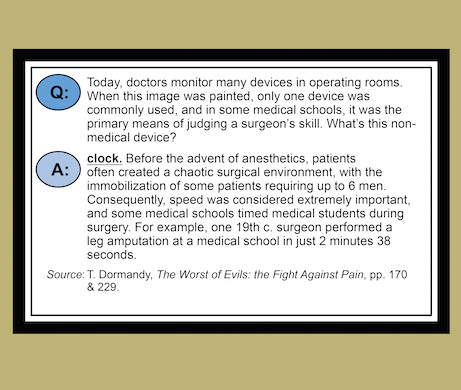 Q: Today, doctors monitor many devices in operating rooms.
When this image was painted, only one device was
commonly used, and in some medical schools, it was the
primary means of judging a surgeon's skill. What's this non-
medical device?
A: clock. Before the advent of anesthetics, patients
often created a chaotic surgical environment, with the
immobilization of some patients requiring up to 6 men.
Consequently, speed was considered extremely important,
and some medical schools timed medical students during
surgery. For example, one 19th c. surgeon performed a
leg amputation at a medical school in just 2 minutes 38
seconds.
Source: T. Dormandy, The Worst of Evils: the Fight Against Pain, pp. 170
& 229.